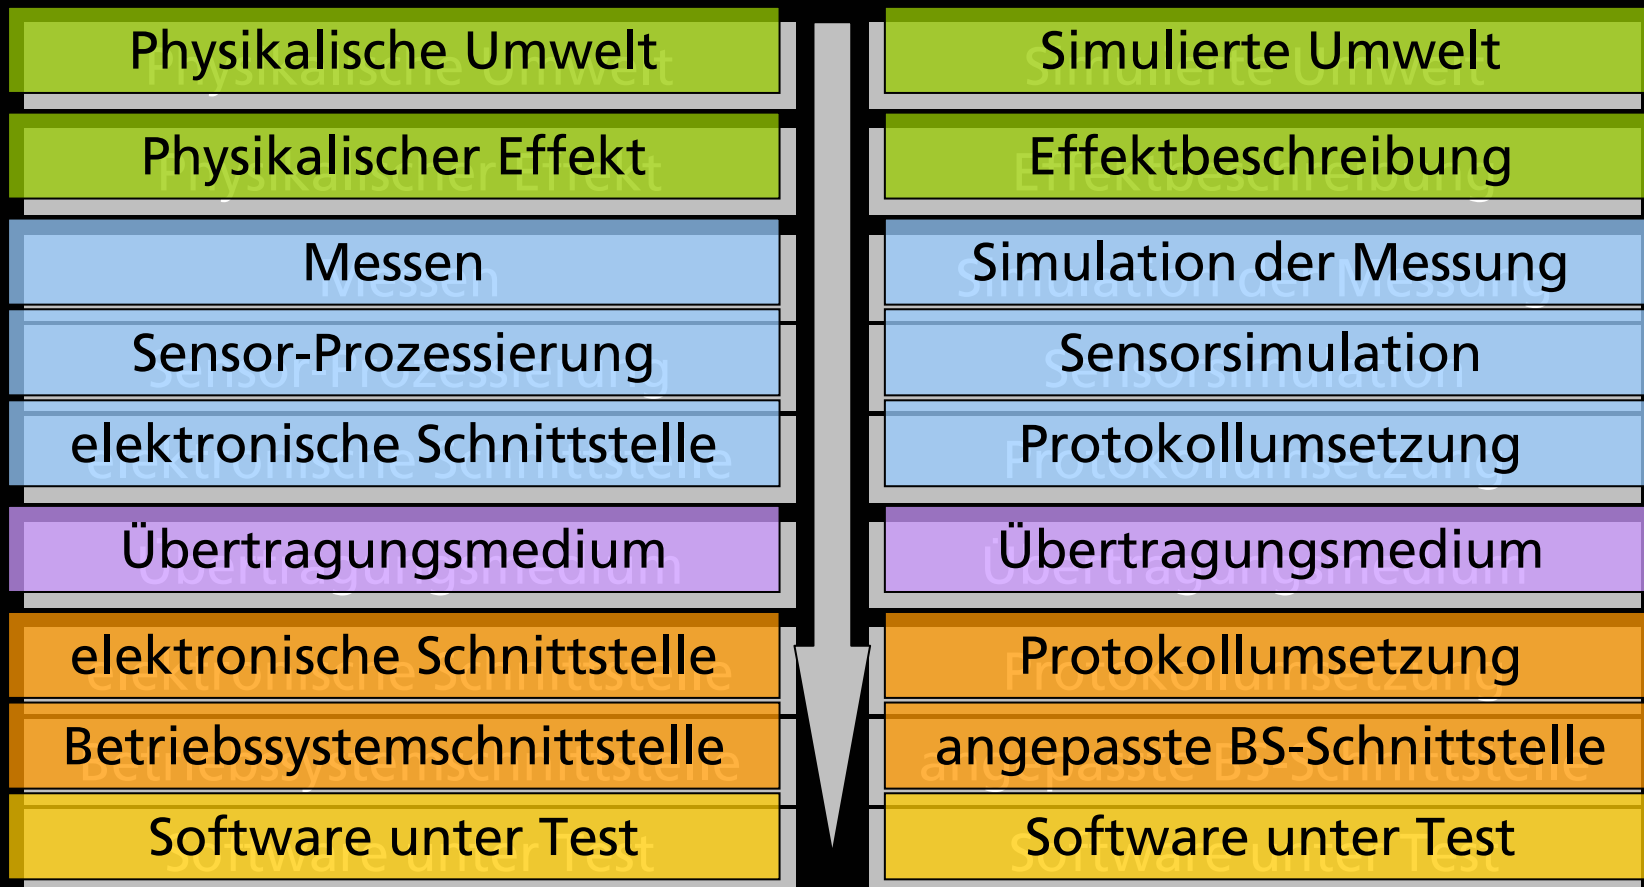 Physikalische Umwelt
Simulierte Umwelt
Physikalischer Effekt
Effektbeschreibung
Messen
Simulation der Messung
Sensor-Prozessierung
Sensorsimulation
elektronische Schnittstelle
Protokollumsetzung
Übertragungsmedium
Übertragungsmedium
elektronische Schnittstelle
Protokollumsetzung
Betriebssystemschnittstelle
angepasste BS-Schnittstelle
Software unter Test
Software unter Test